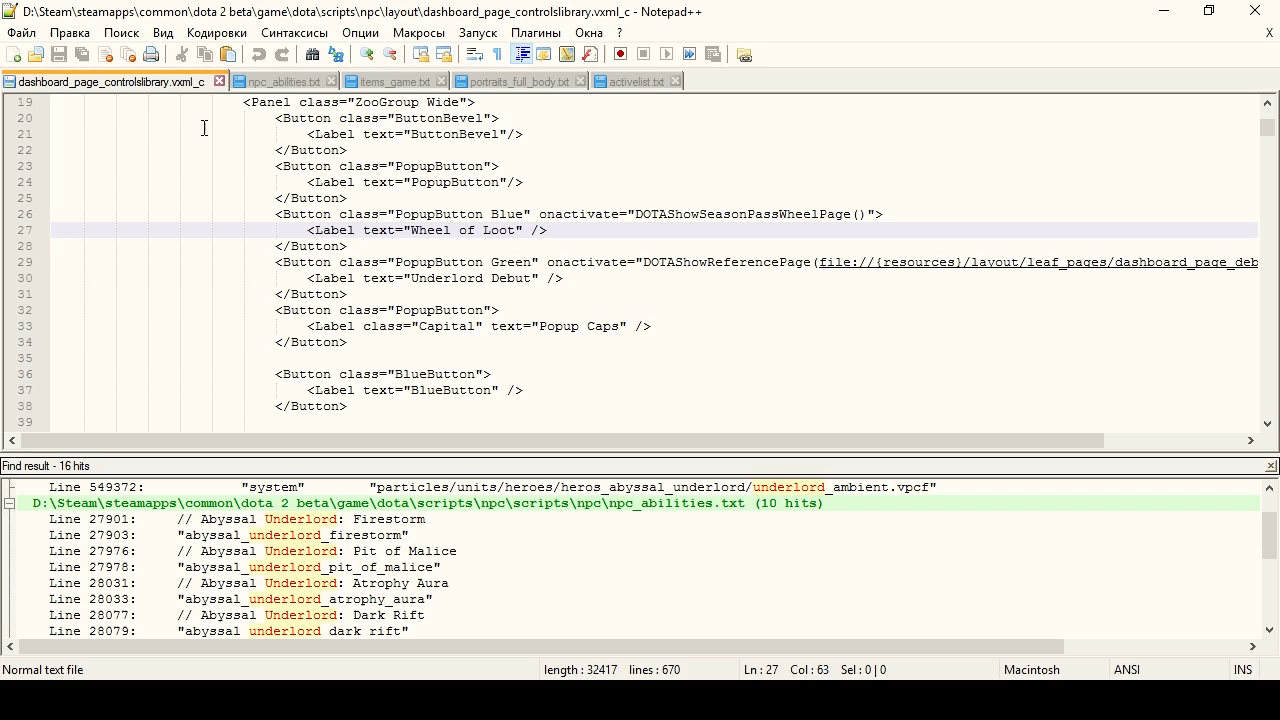 D:\Steam\steamapps\common\dota 2 beta\game\dota\scripts\npc\layout\dashboard_page_controlslibrary.vxml_c - Notepad++
Файл Правка Поиск Вид Кодировки Синтаксисы Опции Макросы Запуск Плагины Окна ? X
dashboard_page_controlslibrary.vxml_c npc_abilities.txt items_game.txt portraits_full_body.txt activelist.txt
19 <Panel class="ZooGroup Wide">
20 <Button class="ButtonBevel">
21 <Label text="ButtonBevel"/>
22 </Button>
23 <Button class="PopupButton">
24 <Label text="PopupButton"/>
25 </Button>
26 <Button class="PopupButton Blue" onactivate="DOTAShowSeasonPassWheelPage()">
27 <Label text="Wheel of Loot" />
28 </Button>
29 <Button class="PopupButton Green" onactivate="DOTAShowReferencePage(file://{resources}/layout/leaf_pages/dashboard_page_deb
30 <Label text="Underlord Debut" />
31 </Button>
32 <Button class="PopupButton">
33 <Label class="Capital" text="Popup Caps" />
34 </Button>
35
36 <Button class="BlueButton">
37 <Label text="BlueButton" />
38 </Button>
39
Find result - 16 hits
Line 549372: "system" "particles/units/heroes/heros_abyssal_underlord/underlord_ambient.vpcf"
D:\Steam\steamapps\common\dota 2 beta\game\dota\scripts\npc\scripts\npc\npc_abilities.txt (10 hits)
Line 27901: // Abyssal Underlord: Firestorm
Line 27903: "abyssal_underlord_firestorm"
Line 27976: // Abyssal Underlord: Pit of Malice
Line 27978: "abyssal_underlord_pit_of_malice"
Line 28031: // Abyssal Underlord: Atrophy Aura
Line 28033: "abyssal_underlord_atrophy_aura"
Line 28077: // Abyssal Underlord: Dark Rift
Line 28079: "abyssal_underlord_dark_rift"
Normal text file length : 32417 lines : 670 Ln : 27 Col : 63 Sel : 0 | 0 Macintosh ANSI INS